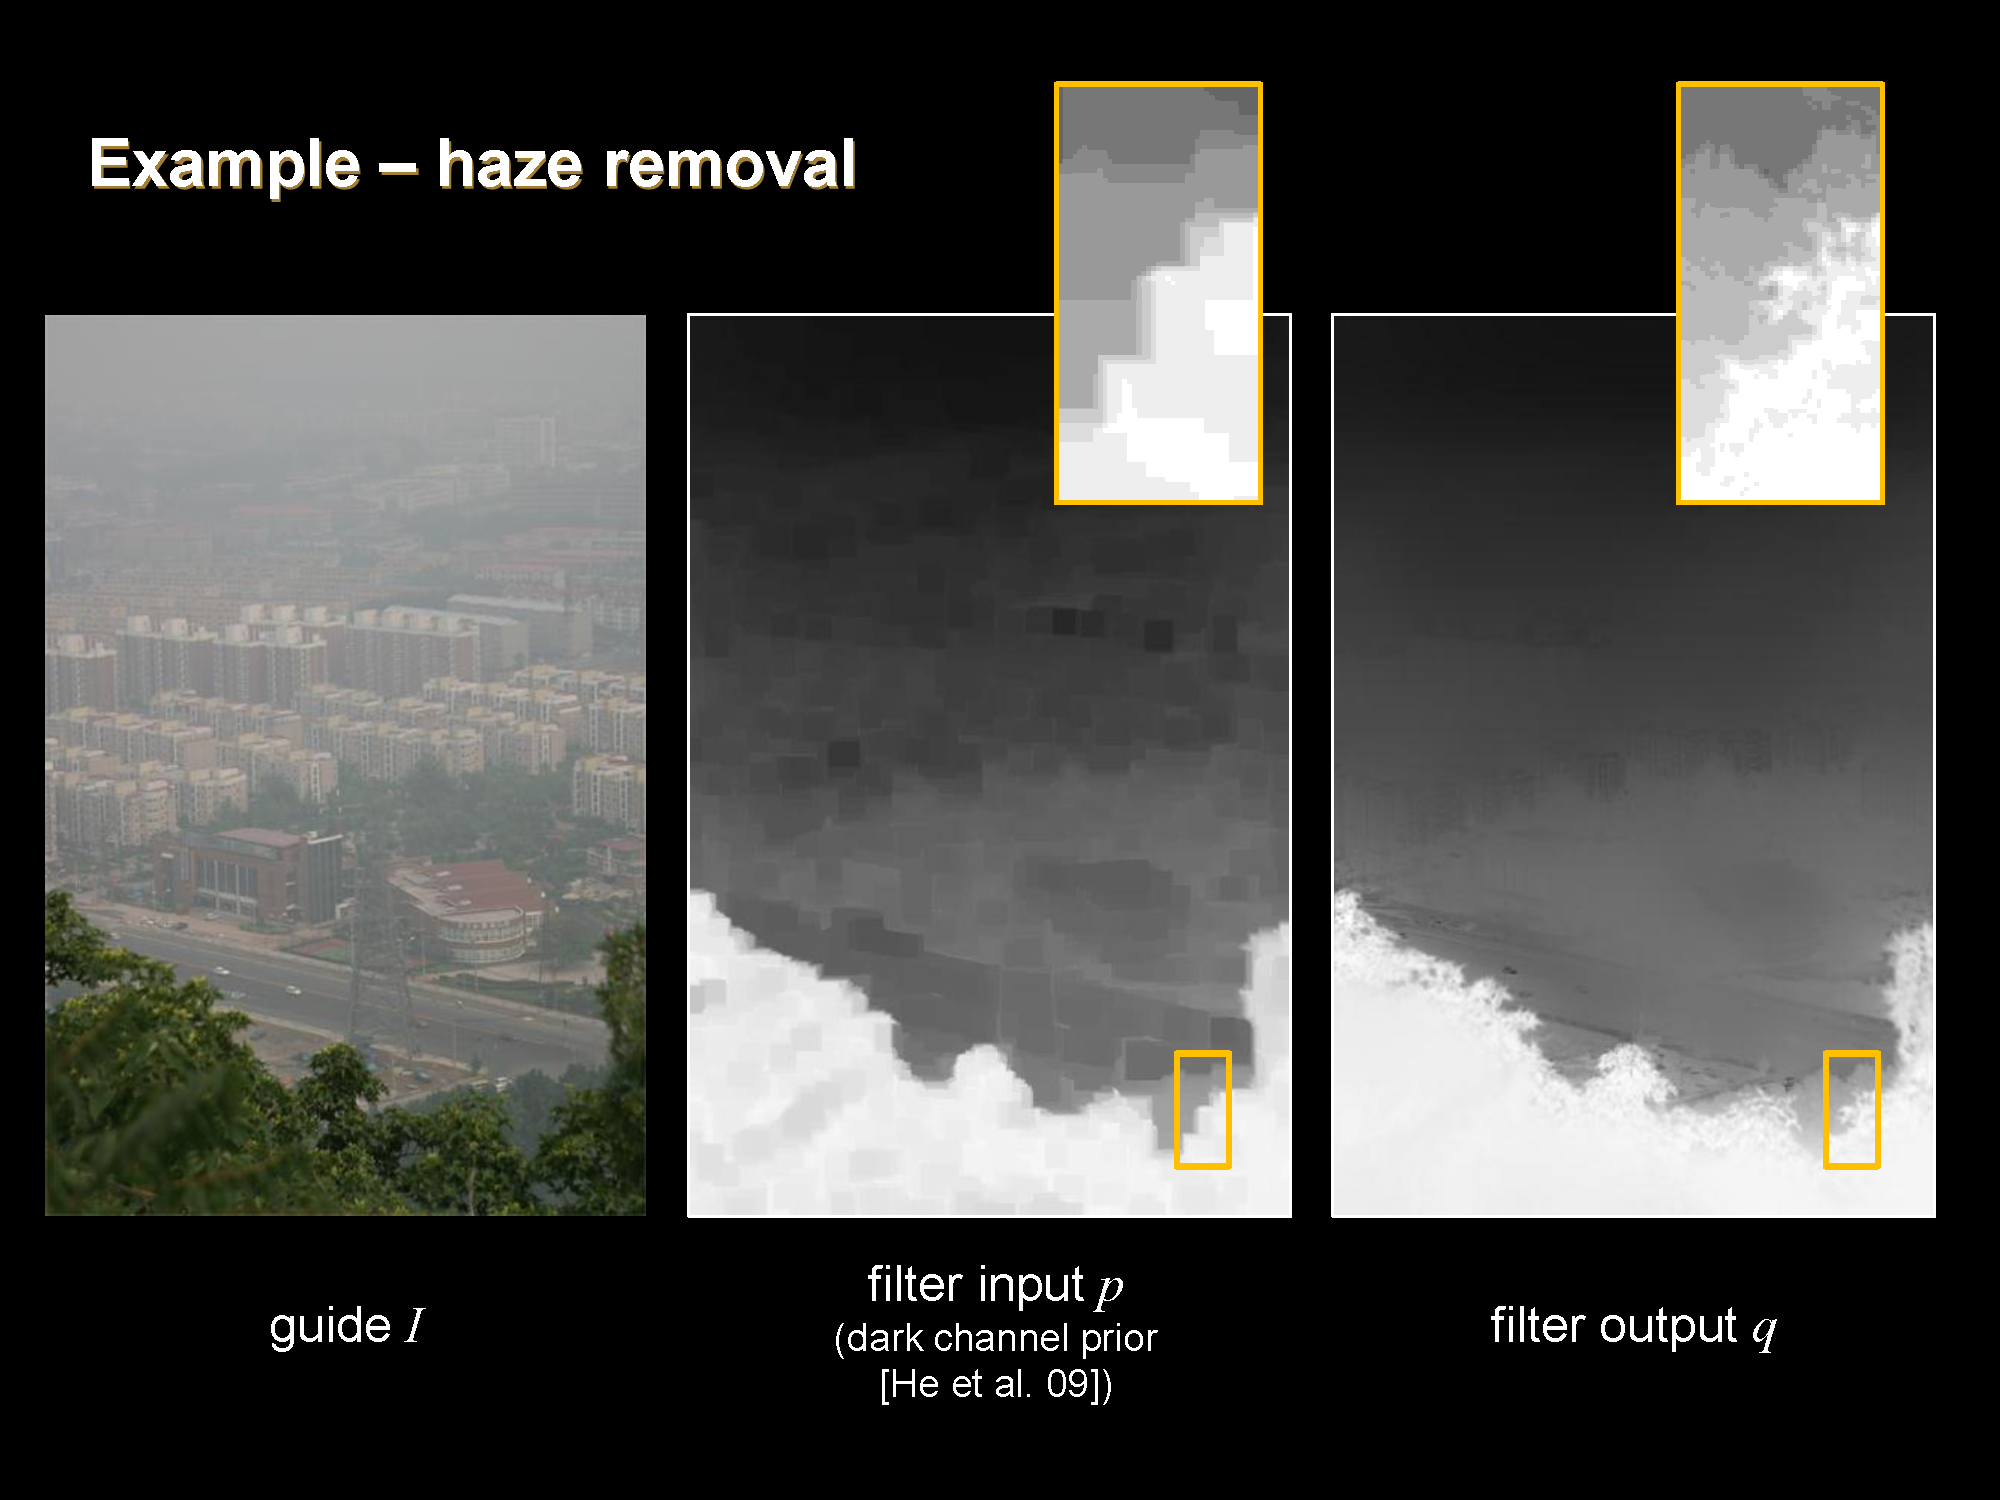 Example – haze removal
guide I
filter input p
(dark channel prior
[He et al. 09])
filter output q